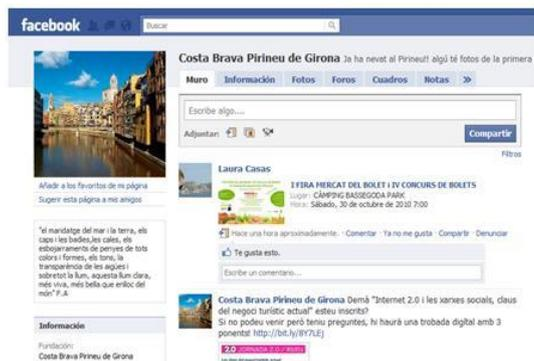 facebook
Buscar
Costa Brava Pirineu de Girona Ja ha nevat al Pirineu!! algú té fotos de la primera
Muro Información Fotos Foros Cuadros Notas »
Escribe algo....
Adjuntar:
Compartir
Filtros
Añadir a los favoritos de mi página
Sugerir esta página a mis amigos
"el maridatge del mar i la terra, els
caps i les badies,les cales, els
esbojarraments de penyes de tots
colors i formes, els tons, la
transparència de les aigües i
sobretot la llum, aquesta llum clara,
més viva, més bella que enlloc del
món" F.A
Información
Fundación:
Costa Brava Pirineu de Girona
Laura Casas
I FIRA MERCAT DEL BOLET i IV CONCURS DE BOLETS
Lugar: CÀMPING BASSEGODA PARK
Hora: Sábado, 30 de octubre de 2010 7:00
Hace una hora aproximadamente. · Comentar · Ya no me gusta · Compartir · Denunciar
Te gusta esto.
Escribe un comentario...
Costa Brava Pirineu de Girona Demà "Internet 2.0 i les xarxes socials, claus
del negoci turístic actual" esteu inscrits?
Si no podeu venir però teniu preguntes, hi haurà una trobada digital amb 3
ponents! http://bit.ly/8Y7LEj
2.0 JORNADA 2.0